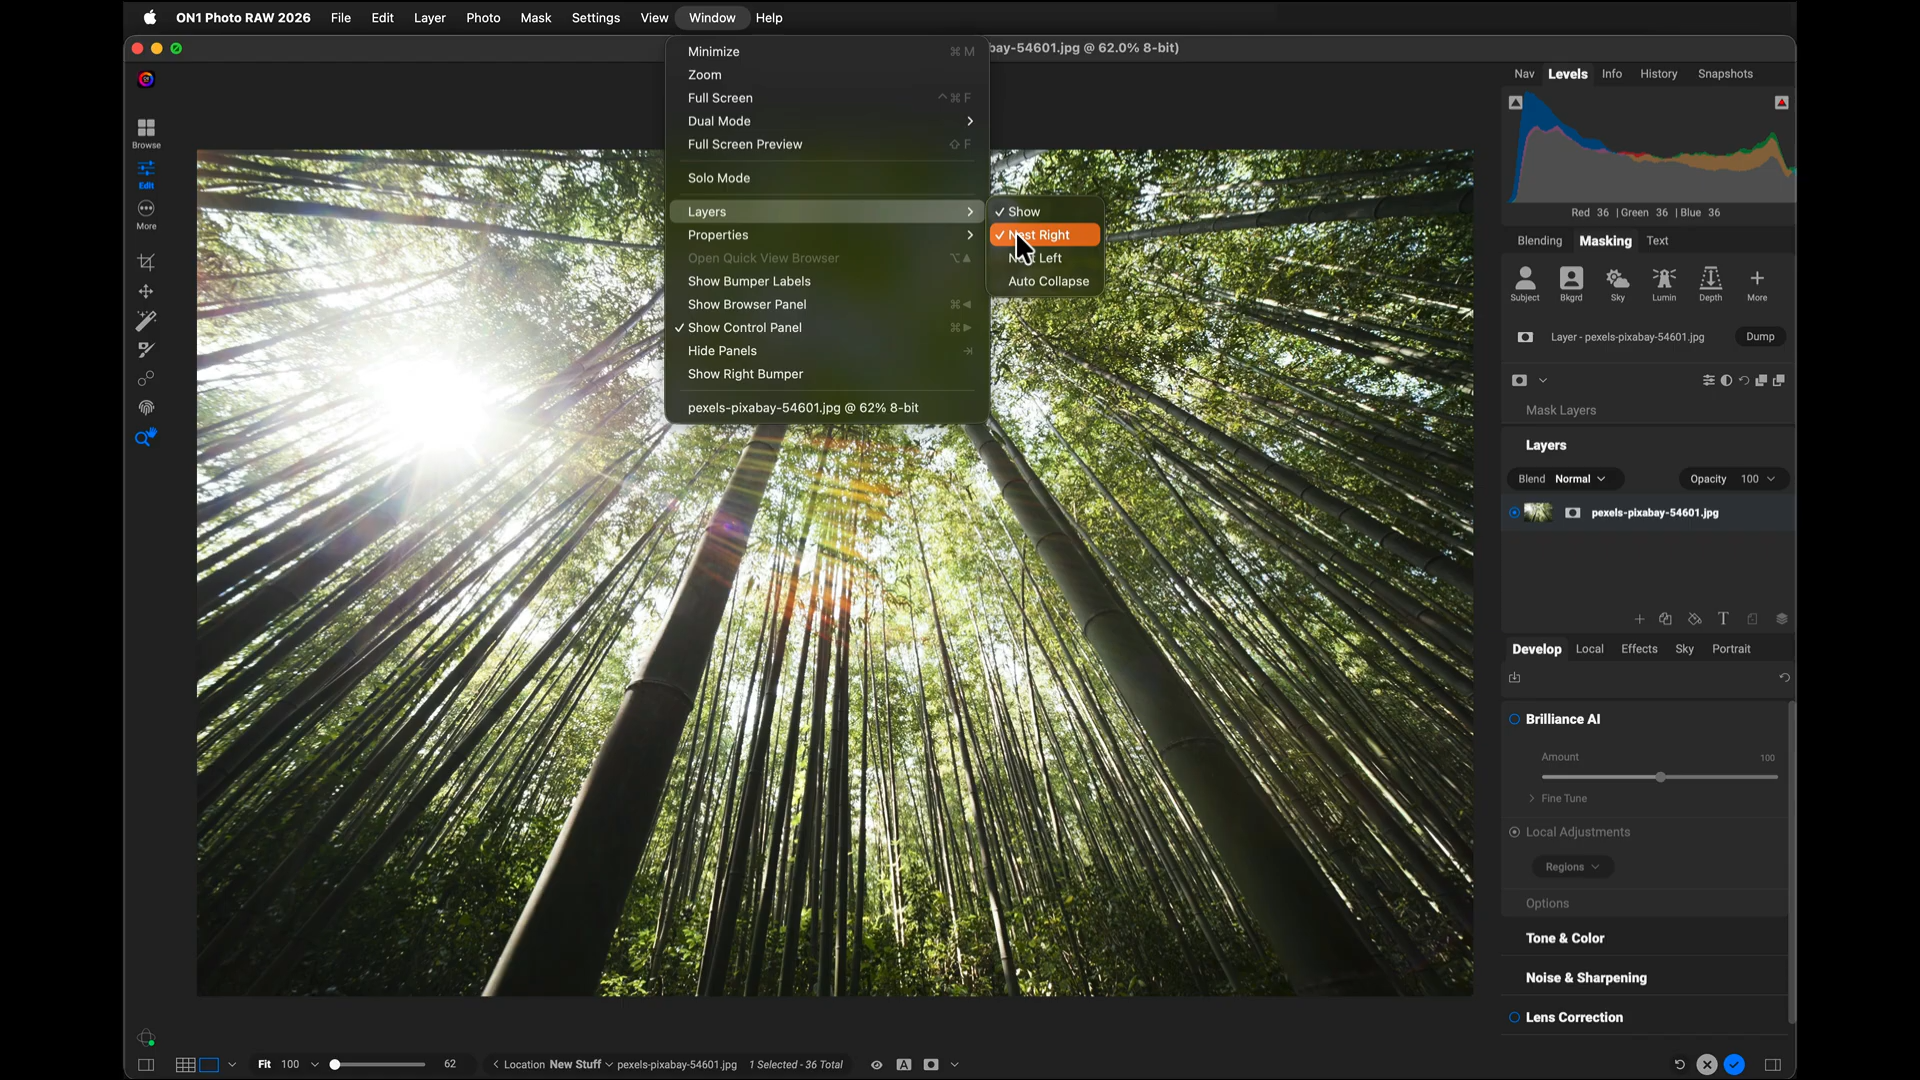 ON1 Photo RAW 2026 File Edit Layer Photo Mask Settings View Window Help
bay-54601.jpg @ 62.0% 8-bit)
Minimize ⌘ M
Zoom
Full Screen ^ ⌘ F
Dual Mode
Full Screen Preview ⇧ F
Solo Mode
Layers
Properties
Open Quick View Browser ⌥▲
Show Bumper Labels
Show Browser Panel ⌘◀
✓ Show Control Panel ⌘▶
Hide Panels ⇥
Show Right Bumper
pexels-pixabay-54601.jpg @ 62% 8-bit
✓ Show
✓ Right
Left
Auto Collapse
Browse
Edit
More
Nav Levels Info History Snapshots
Red 36 | Green 36 | Blue 36
Blending Masking Text
Subject Bkgrd Sky Lumin Depth More
Layer - pexels-pixabay-54601.jpg Dump
Mask Layers
Layers
Blend Normal Opacity 100
pexels-pixabay-54601.jpg
Develop Local Effects Sky Portrait
Brilliance AI
Amount 100
Fine Tune
Local Adjustments
Regions
Options
Tone & Color
Noise & Sharpening
Lens Correction
Fit 100 62 Location New Stuff pexels-pixabay-54601.jpg 1 Selected - 36 Total A